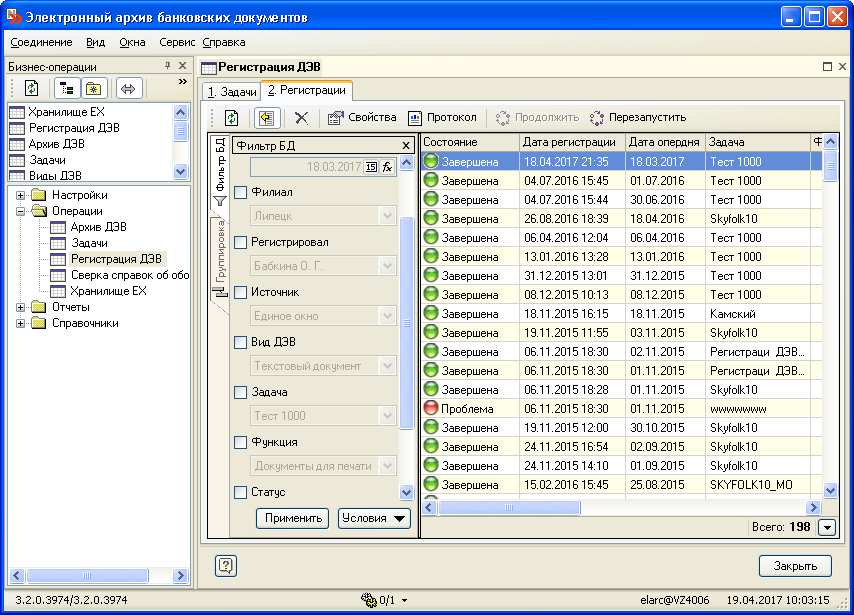 Электронный архив банковских документов
Соединение Вид Окна Сервис Справка
Бизнес-операции
»
Хранилище ЕХ
Регистрация ДЭВ
Архив ДЭВ
Задачи
Виды ДЭВ
Настройки
Операции
Архив ДЭВ
Задачи
Регистрация ДЭВ
Сверка справок об обо
Хранилище ЕХ
Отчеты
Справочники
Регистрация ДЭВ
1. Задачи 2. Регистрации
Свойства Протокол Продолжить Перезапустить
Фильтр БД
Группировка
Фильтр БД
18.03.2017 15 fx
Филиал
Липецк
Регистрировал
Бабкина О. Г.
Источник
Единое окно
Вид ДЭВ
Текстовый документ
Задача
Тест 1000
Функция
Документы для печати
Статус
Применить Условия
Состояние Дата регистрации Дата опердня Задача Ф
Завершена 18.04.2017 21:35 18.03.2017 Тест 1000
Завершена 04.07.2016 15:45 01.07.2016 Тест 1000
Завершена 04.07.2016 15:44 30.06.2016 Тест 1000
Завершена 26.08.2016 18:39 18.04.2016 Skyfolk10
Завершена 06.04.2016 12:04 06.04.2016 Тест 1000
Завершена 13.01.2016 13:28 13.01.2016 Тест 1000
Завершена 31.12.2015 13:01 31.12.2015 Тест 1000
Завершена 08.12.2015 10:13 08.12.2015 Тест 1000
Завершена 18.11.2015 16:15 18.11.2015 Камский
Завершена 19.11.2015 11:55 03.11.2015 Skyfolk10
Завершена 06.11.2015 18:30 02.11.2015 Регистраци ДЭВ...
Завершена 06.11.2015 18:30 01.11.2015 Регистраци ДЭВ...
Завершена 06.11.2015 18:28 01.11.2015 Skyfolk10
Проблема 06.11.2015 18:30 01.11.2015 wwwwwww
Завершена 19.11.2015 12:00 30.10.2015 Skyfolk10
Завершена 24.11.2015 16:54 02.09.2015 Skyfolk10
Завершена 24.11.2015 14:10 01.09.2015 Skyfolk10
Завершена 15.02.2016 15:45 25.08.2015 SKYFOLK10_MO
Всего: 198
?
Закрыть
3.2.0.3974/3.2.0.3974 0/1 elarc@VZ4006 19.04.2017 10:03:15